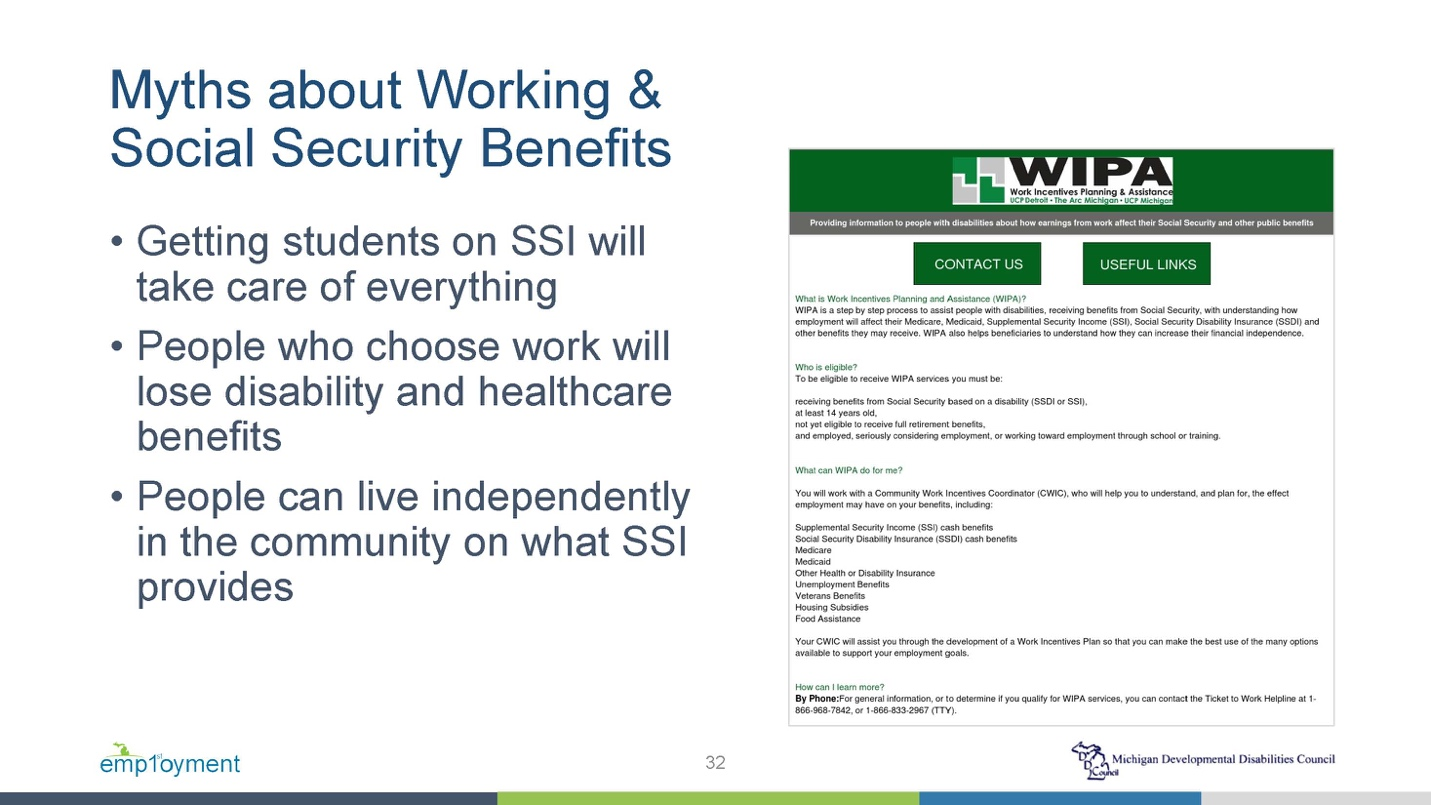 Myths about Working &
Social Security Benefits
• Getting students on SSI will
take care of everything
• People who choose work will
lose disability and healthcare
benefits
• People can live independently
in the community on what SSI
provides
WIPA
Work Incentives Planning & Assistance
UCP Detroit • The Arc Michigan • UCP Michigan
Providing information to people with disabilities about how earnings from work affect their Social Security and other public benefits
CONTACT US
USEFUL LINKS
What is Work Incentives Planning and Assistance (WIPA)?
WIPA is a step by step process to assist people with disabilities, receiving benefits from Social Security, with understanding how
employment will affect their Medicare, Medicaid, Supplemental Security Income (SSI), Social Security Disability Insurance (SSDI) and
other benefits they may receive. WIPA also helps beneficiaries to understand how they can increase their financial independence.
Who is eligible?
To be eligible to receive WIPA services you must be:
receiving benefits from Social Security based on a disability (SSDI or SSI),
at least 14 years old,
not yet eligible to receive full retirement benefits,
and employed, seriously considering employment, or working toward employment through school or training.
What can WIPA do for me?
You will work with a Community Work Incentives Coordinator (CWIC), who will help you to understand, and plan for, the effect
employment may have on your benefits, including:
Supplemental Security Income (SSI) cash benefits
Social Security Disability Insurance (SSDI) cash benefits
Medicare
Medicaid
Other Health or Disability Insurance
Unemployment Benefits
Veterans Benefits
Housing Subsidies
Food Assistance
Your CWIC will assist you through the development of a Work Incentives Plan so that you can make the best use of the many options
available to support your employment goals.
How can I learn more?
By Phone:For general information, or to determine if you qualify for WIPA services, you can contact the Ticket to Work Helpline at 1-
866-968-7842, or 1-866-833-2967 (TTY).
emp1stoyment
32
DD Council
Michigan Developmental Disabilities Council